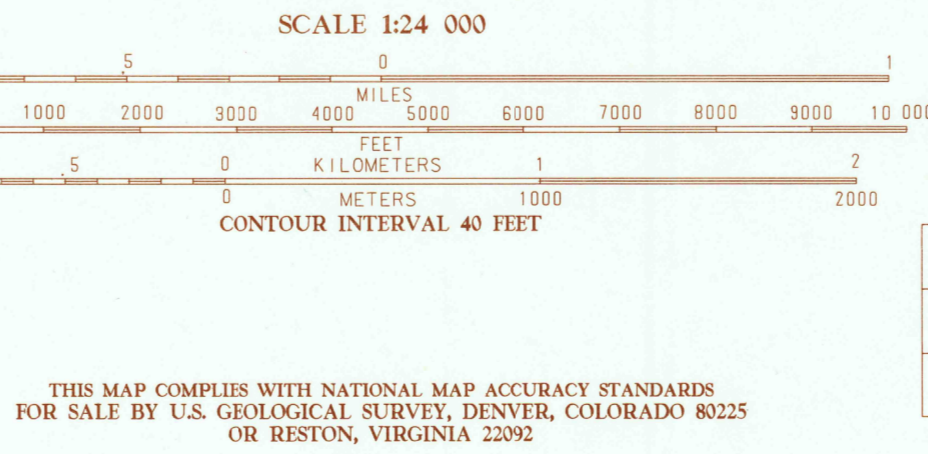 SCALE 1:24 000
.5 0 1
MILES
1000 2000 3000 4000 5000 6000 7000 8000 9000 10 000
FEET
.5 0 KILOMETERS 1 2
0 METERS 1000 2000
CONTOUR INTERVAL 40 FEET
THIS MAP COMPLIES WITH NATIONAL MAP ACCURACY STANDARDS
FOR SALE BY U.S. GEOLOGICAL SURVEY, DENVER, COLORADO 80225
OR RESTON, VIRGINIA 22092